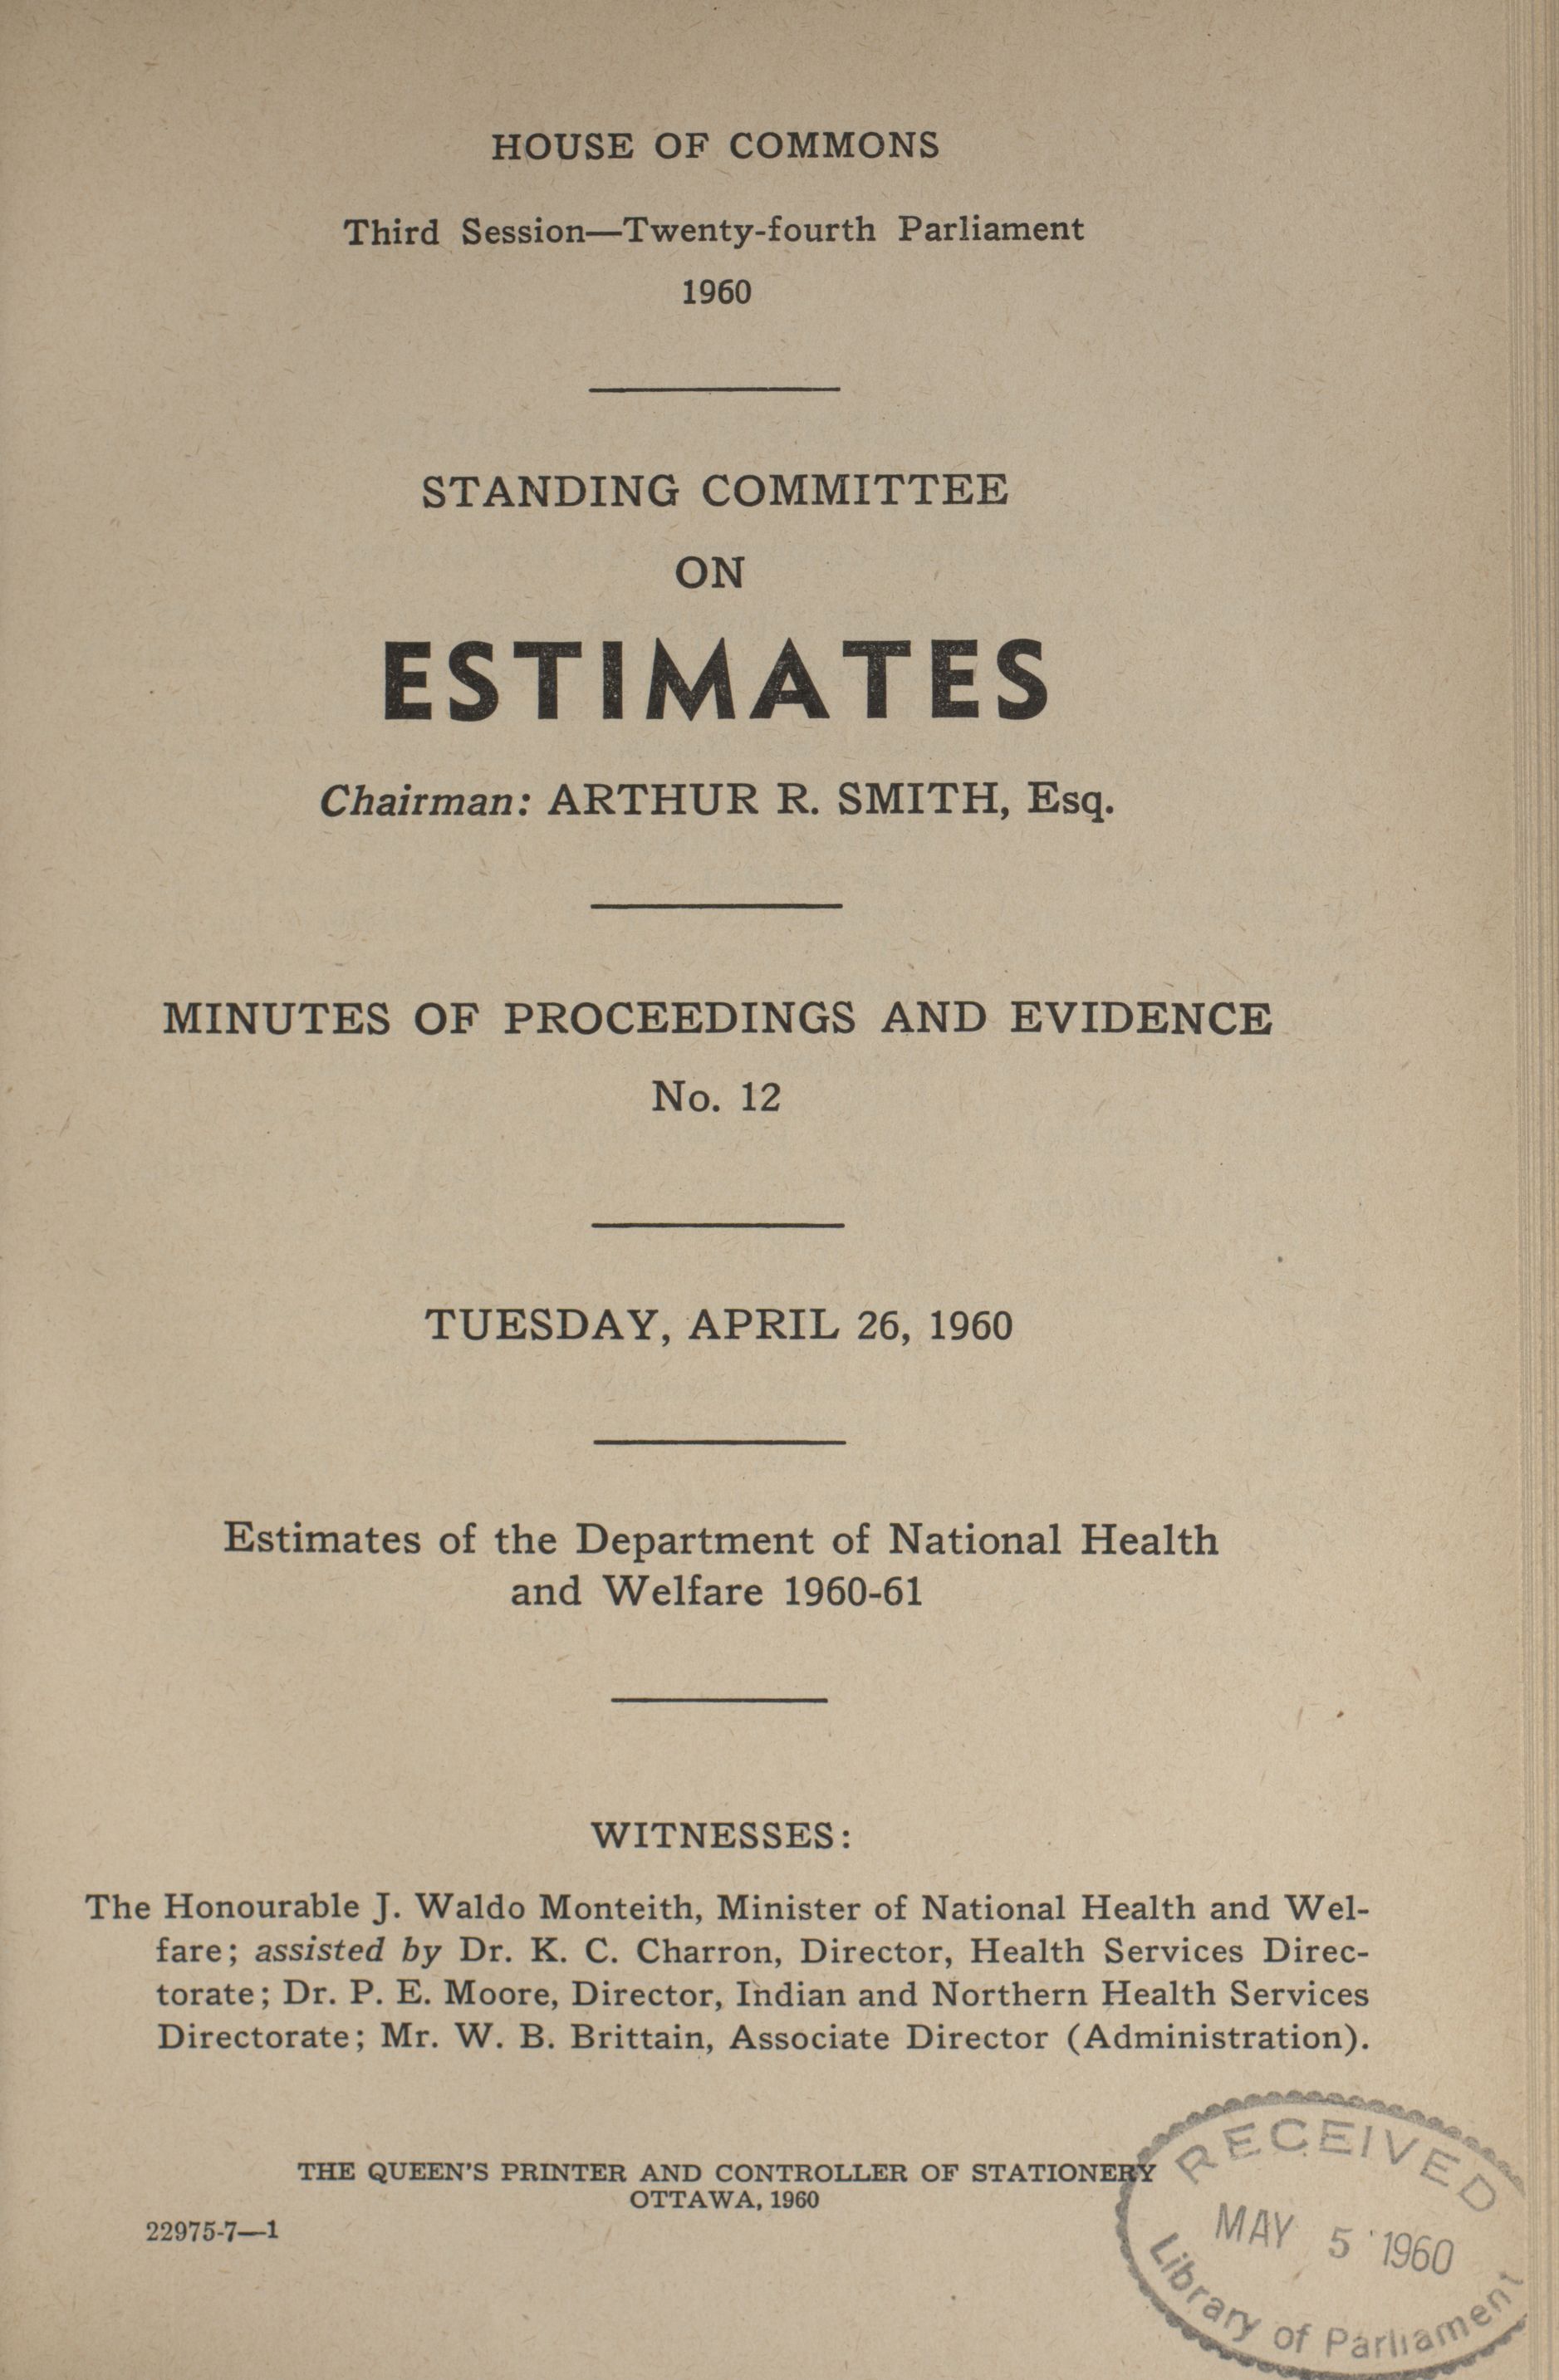 HOUSE OF COMMONS
Third Session—Twenty-fourth Parliament
1960
STANDING COMMITTEE
ON
ESTIMATES
Chairman: ARTHUR R. SMITH, Esq.
MINUTES OF PROCEEDINGS AND EVIDENCE
No. 12
TUESDAY, APRIL 26, 1960
Estimates of the Department of National Health
and Welfare 1960-61
WITNESSES:
The Honourable J. Waldo Monteith, Minister of National Health and Wel-
fare; assisted by Dr. K. C. Charron, Director, Health Services Direc-
torate; Dr. P. E. Moore, Director, Indian and Northern Health Services
Directorate; Mr. W. B. Brittain, Associate Director (Administration).
THE QUEEN'S PRINTER AND CONTROLLER OF STATIONERY
OTTAWA, 1960
22975-7—1
RECEIVED
MAY 5 1960
Library of Parliament